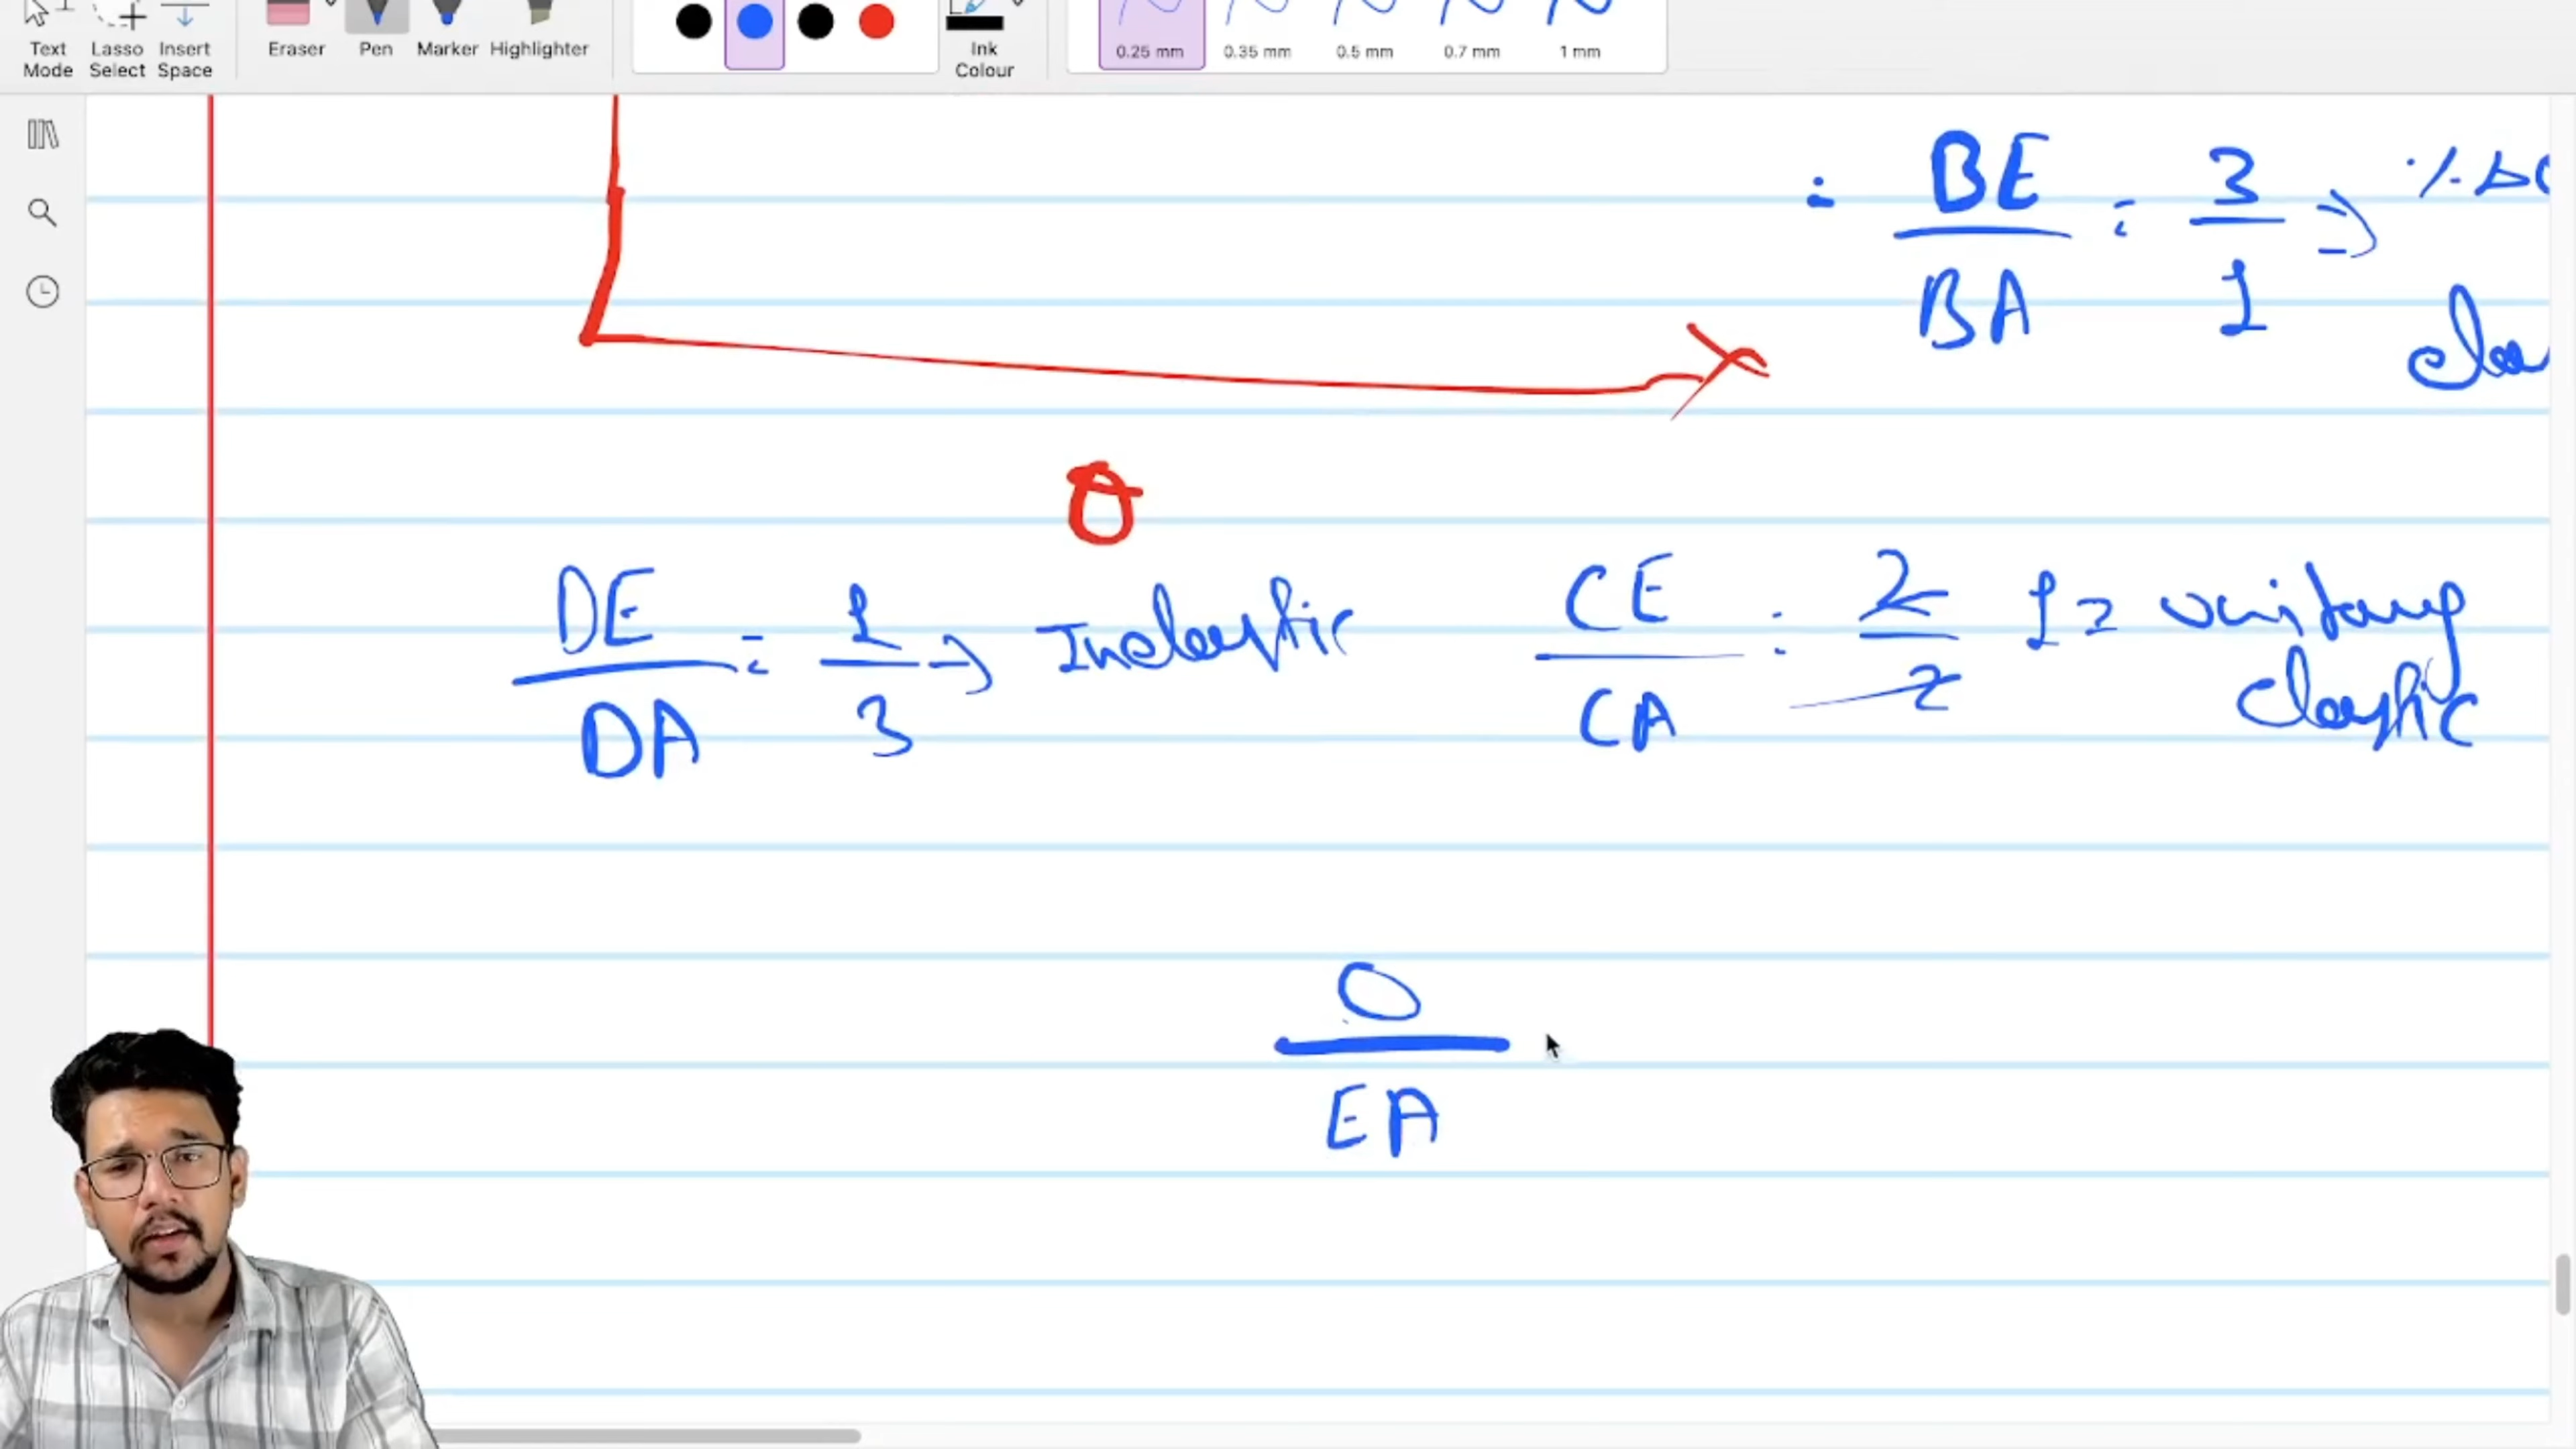 Text Mode
Lasso Select
Insert Space
Eraser
Pen
Marker
Highlighter
Ink Colour
0.25 mm
0.35 mm
0.5 mm
0.7 mm
1 mm
= BE/BA = 3/1 ⇒
DE/DA = 1/3 ⇒ Inelastic
CE/CA = 2/2 1 = unitary elastic
0/EA